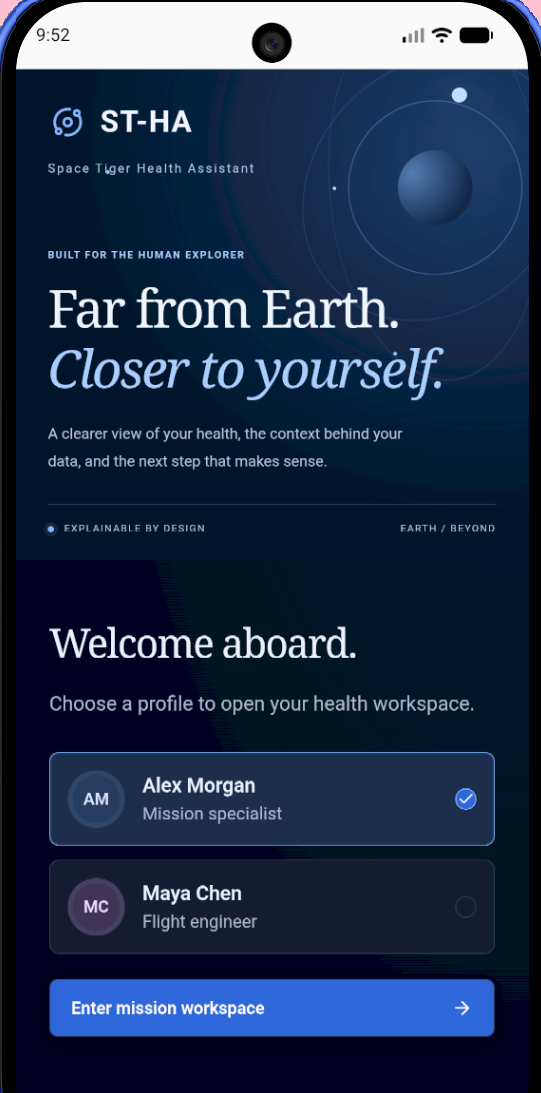 9:52
ST-HA
Space Tiger Health Assistant
BUILT FOR THE HUMAN EXPLORER
Far from Earth.
Closer to yourself.
A clearer view of your health, the context behind your
data, and the next step that makes sense.
EXPLAINABLE BY DESIGN
EARTH / BEYOND
Welcome aboard.
Choose a profile to open your health workspace.
AM
Alex Morgan
Mission specialist
MC
Maya Chen
Flight engineer
Enter mission workspace